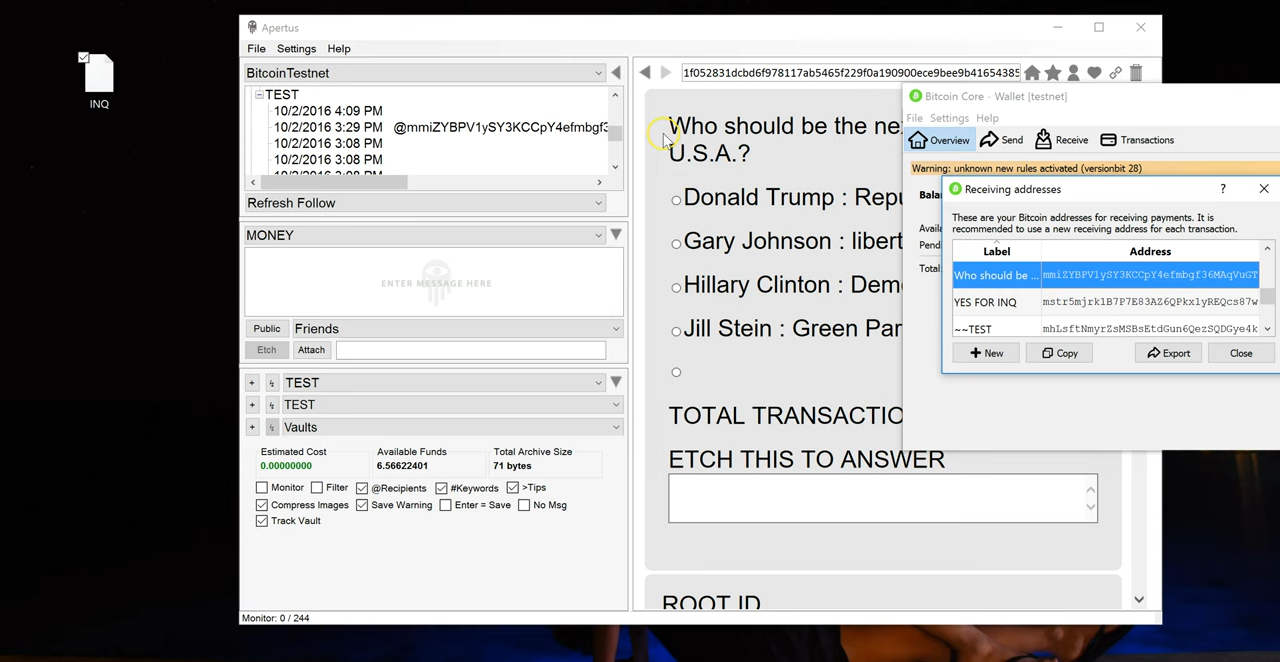 INQ
Apertus
File Settings Help
BitcoinTestnet
TEST
10/2/2016 4:09 PM
10/2/2016 3:29 PM @mmiZYBPV1ySY3KCCpY4efmbgf3
10/2/2016 3:08 PM
10/2/2016 3:08 PM
Refresh Follow
MONEY
ENTER MESSAGE HERE
Public Friends
Etch Attach
TEST
TEST
Vaults
Estimated Cost Available Funds Total Archive Size
0.00000000 6.56622401 71 bytes
Monitor Filter @Recipients #Keywords >Tips
Compress Images Save Warning Enter = Save No Msg
Track Vault
Monitor: 0 / 244
1f052831dcbd6f978117ab5465f229f0a190900ece9bee9b41654385
Who should be the ne
U.S.A.?
Donald Trump : Repu
Gary Johnson : libert
Hillary Clinton : Dem
Jill Stein : Green Par
TOTAL TRANSACTIO
ETCH THIS TO ANSWER
ROOT ID
Bitcoin Core - Wallet [testnet]
File Settings Help
Overview Send Receive Transactions
Warning: unknown new rules activated (versionbit 28)
Bala
Availa
Pend
Total
Receiving addresses
?
These are your Bitcoin addresses for receiving payments. It is
recommended to use a new receiving address for each transaction.
Label Address
Who should be ... mmiZYBPV1ySY3KCCpY4efmbgf36MAqVuGT
YES FOR INQ mstr5mjrk1B7P7E83AZ6QPkx1yREQcs87w
~~TEST mhLsftNmyrZsMSBsEtdGun6QezSQDGye4k
New Copy Export Close